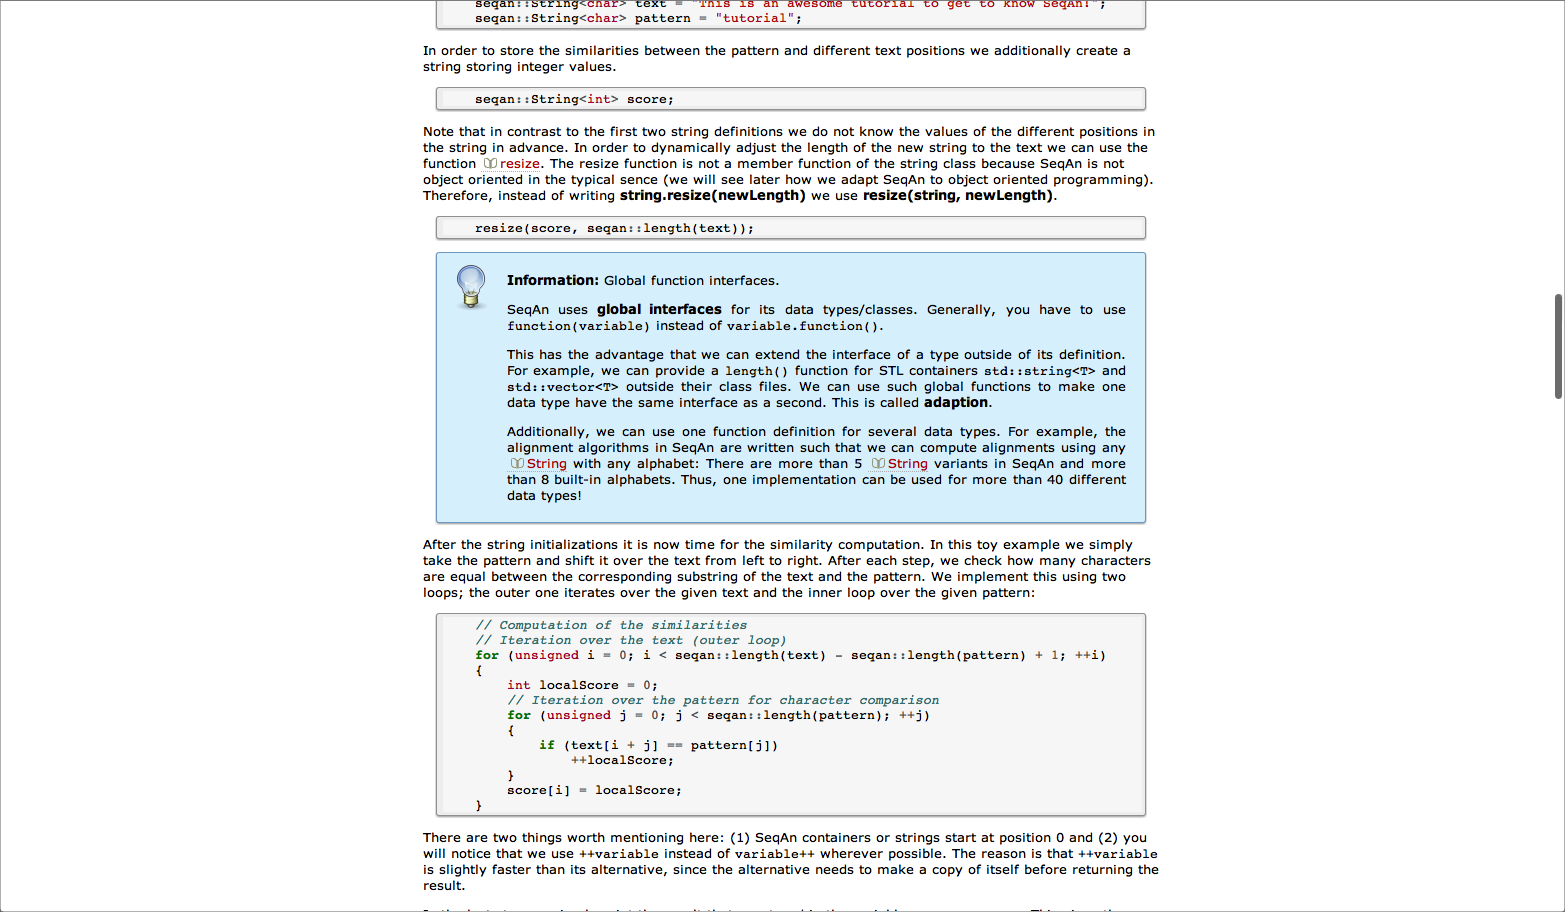 seqan::String<char> text = "This is an awesome tutorial to get to know SeqAn!";
seqan::String<char> pattern = "tutorial";
In order to store the similarities between the pattern and different text positions we additionally create a
string storing integer values.
seqan::String<int> score;
Note that in contrast to the first two string definitions we do not know the values of the different positions in
the string in advance. In order to dynamically adjust the length of the new string to the text we can use the
function resize. The resize function is not a member function of the string class because SeqAn is not
object oriented in the typical sence (we will see later how we adapt SeqAn to object oriented programming).
Therefore, instead of writing string.resize(newLength) we use resize(string, newLength).
resize(score, seqan::length(text));
Information: Global function interfaces.
SeqAn uses global interfaces for its data types/classes. Generally, you have to use
function(variable) instead of variable.function().
This has the advantage that we can extend the interface of a type outside of its definition.
For example, we can provide a length() function for STL containers std::string<T> and
std::vector<T> outside their class files. We can use such global functions to make one
data type have the same interface as a second. This is called adaption.
Additionally, we can use one function definition for several data types. For example, the
alignment algorithms in SeqAn are written such that we can compute alignments using any
String with any alphabet: There are more than 5 String variants in SeqAn and more
than 8 built-in alphabets. Thus, one implementation can be used for more than 40 different
data types!
After the string initializations it is now time for the similarity computation. In this toy example we simply
take the pattern and shift it over the text from left to right. After each step, we check how many characters
are equal between the corresponding substring of the text and the pattern. We implement this using two
loops; the outer one iterates over the given text and the inner loop over the given pattern:
// Computation of the similarities
// Iteration over the text (outer loop)
for (unsigned i = 0; i < seqan::length(text) - seqan::length(pattern) + 1; ++i)
{
int localScore = 0;
// Iteration over the pattern for character comparison
for (unsigned j = 0; j < seqan::length(pattern); ++j)
{
if (text[i + j] == pattern[j])
++localScore;
}
score[i] = localScore;
}
There are two things worth mentioning here: (1) SeqAn containers or strings start at position 0 and (2) you
will notice that we use ++variable instead of variable++ wherever possible. The reason is that ++variable
is slightly faster than its alternative, since the alternative needs to make a copy of itself before returning the
result.